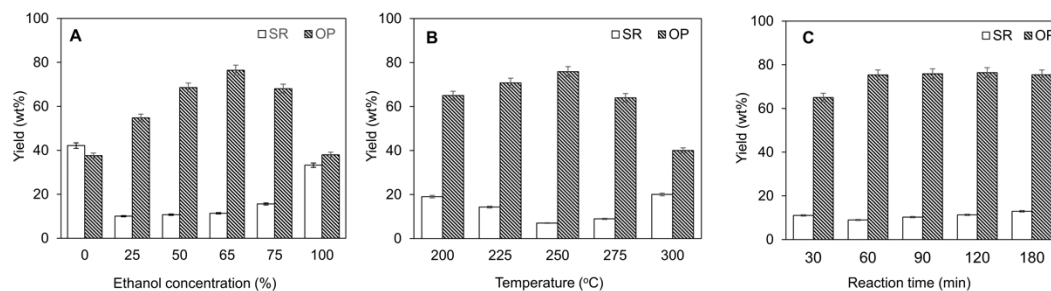 A
SR OP
Yield (wt%)
100
80
60
40
20
0
0 25 50 65 75 100
Ethanol concentration (%)
B
SR OP
Yield (wt%)
100
80
60
40
20
0
200 225 250 275 300
Temperature (°C)
C
SR OP
Yield (wt%)
100
80
60
40
20
0
30 60 90 120 180
Reaction time (min)